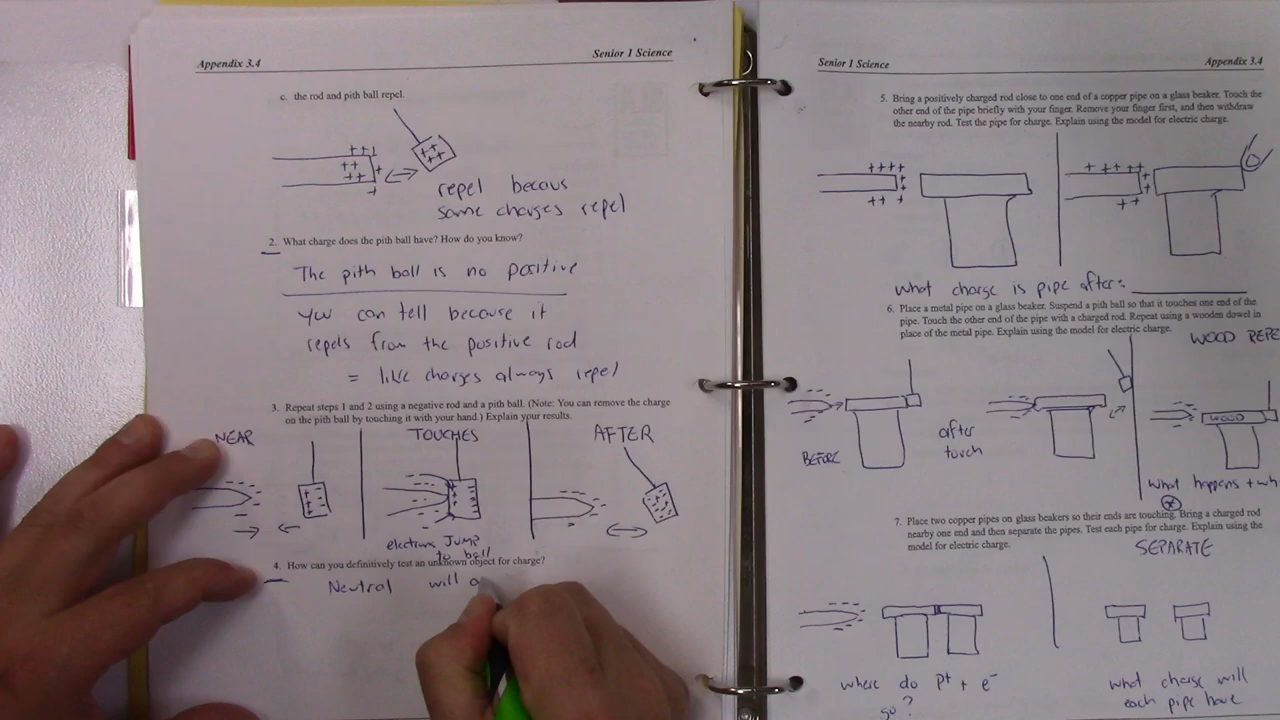 Appendix 3.4
Senior 1 Science
c. the rod and pith ball repel.
repel becaus
same charges repel
2. What charge does the pith ball have? How do you know?
The pith ball is no positive
you can tell because it
repels from the positive rod
= like charges always repel
3. Repeat steps 1 and 2 using a negative rod and a pith ball. (Note: You can remove the charge
on the pith ball by touching it with your hand.) Explain your results.
NEAR
TOUCHES
AFTER
electrons JUMP
to ball
4. How can you definitively test an unknown object for charge?
Neutral will a
Senior 1 Science
Appendix 3.4
5. Bring a positively charged rod close to one end of a copper pipe on a glass beaker. Touch the
other end of the pipe briefly with your finger. Remove your finger first, and then withdraw
the nearby rod. Test the pipe for charge. Explain using the model for electric charge.
what charge is pipe after:
6. Place a metal pipe on a glass beaker. Suspend a pith ball so that it touches one end of the
pipe. Touch the other end of the pipe with a charged rod. Repeat using a wooden dowel in
place of the metal pipe. Explain using the model for electric charge.
WOOD REPE
BEFORE
after
touch
WOOD
what happens + wh
7. Place two copper pipes on glass beakers so their ends are touching. Bring a charged rod
nearby one end and then separate the pipes. Test each pipe for charge. Explain using the
model for electric charge.
SEPARATE
where do p+ + e-
go?
what charge will
each pipe have